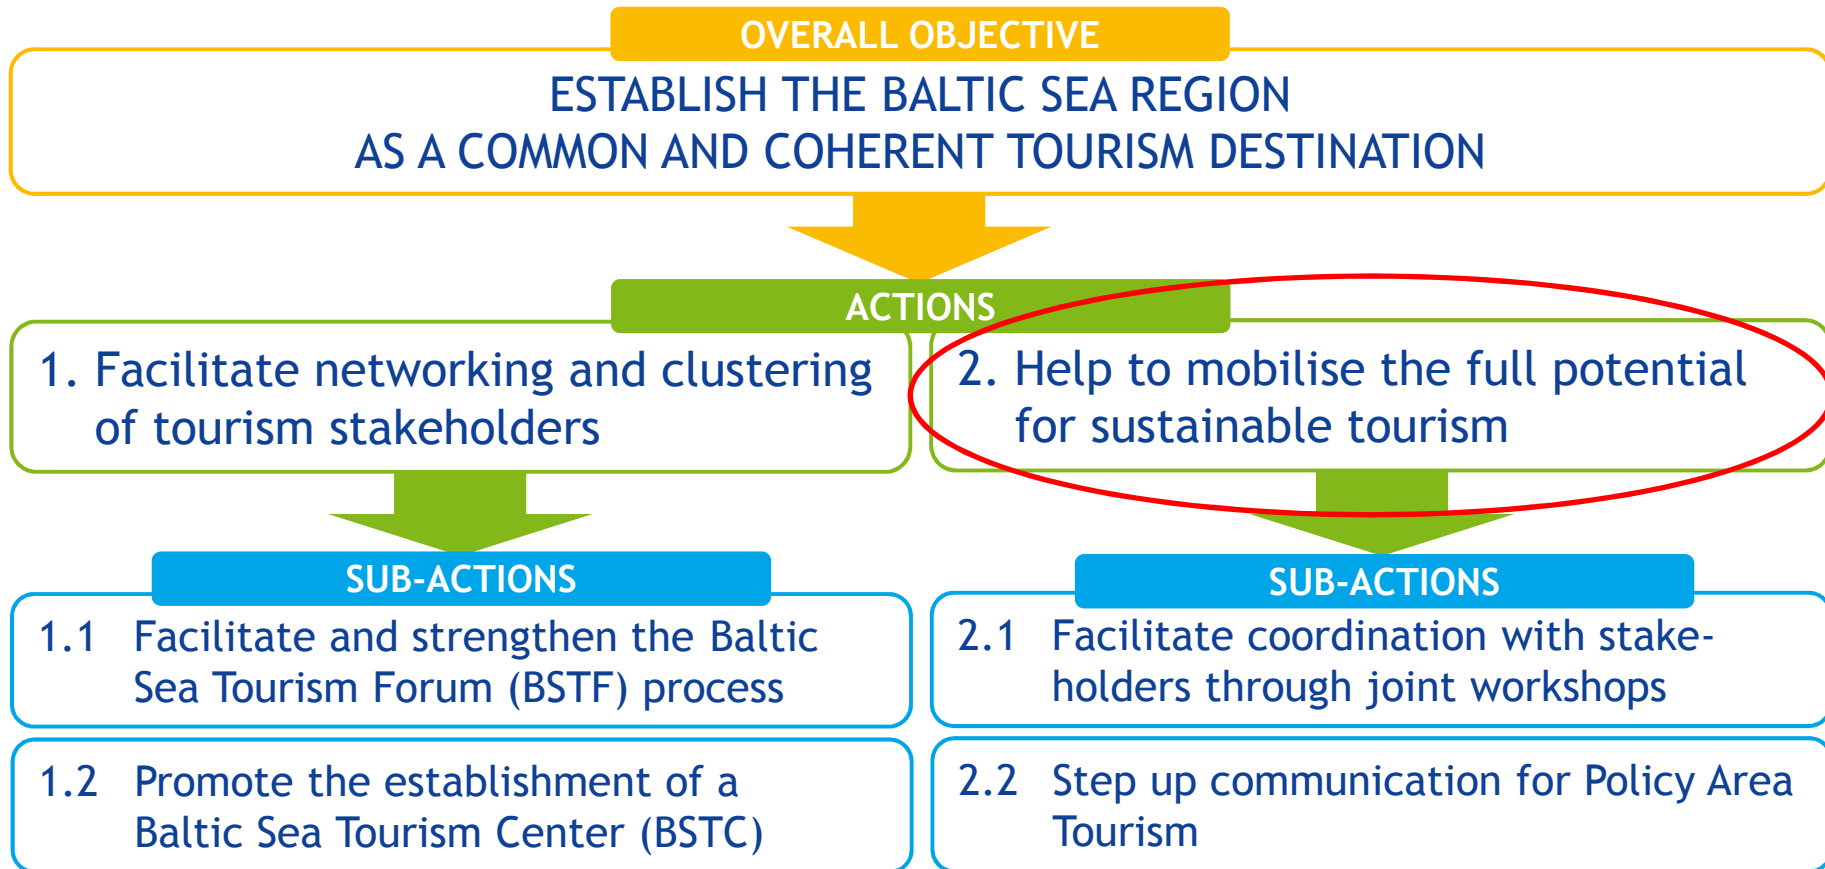 OVERALL OBJECTIVE
ESTABLISH THE BALTIC SEA REGION
AS A COMMON AND COHERENT TOURISM DESTINATION
ACTIONS
1. Facilitate networking and clustering
of tourism stakeholders
2. Help to mobilise the full potential
for sustainable tourism
SUB-ACTIONS
1.1 Facilitate and strengthen the Baltic
Sea Tourism Forum (BSTF) process
1.2 Promote the establishment of a
Baltic Sea Tourism Center (BSTC)
SUB-ACTIONS
2.1 Facilitate coordination with stake-
holders through joint workshops
2.2 Step up communication for Policy Area
Tourism